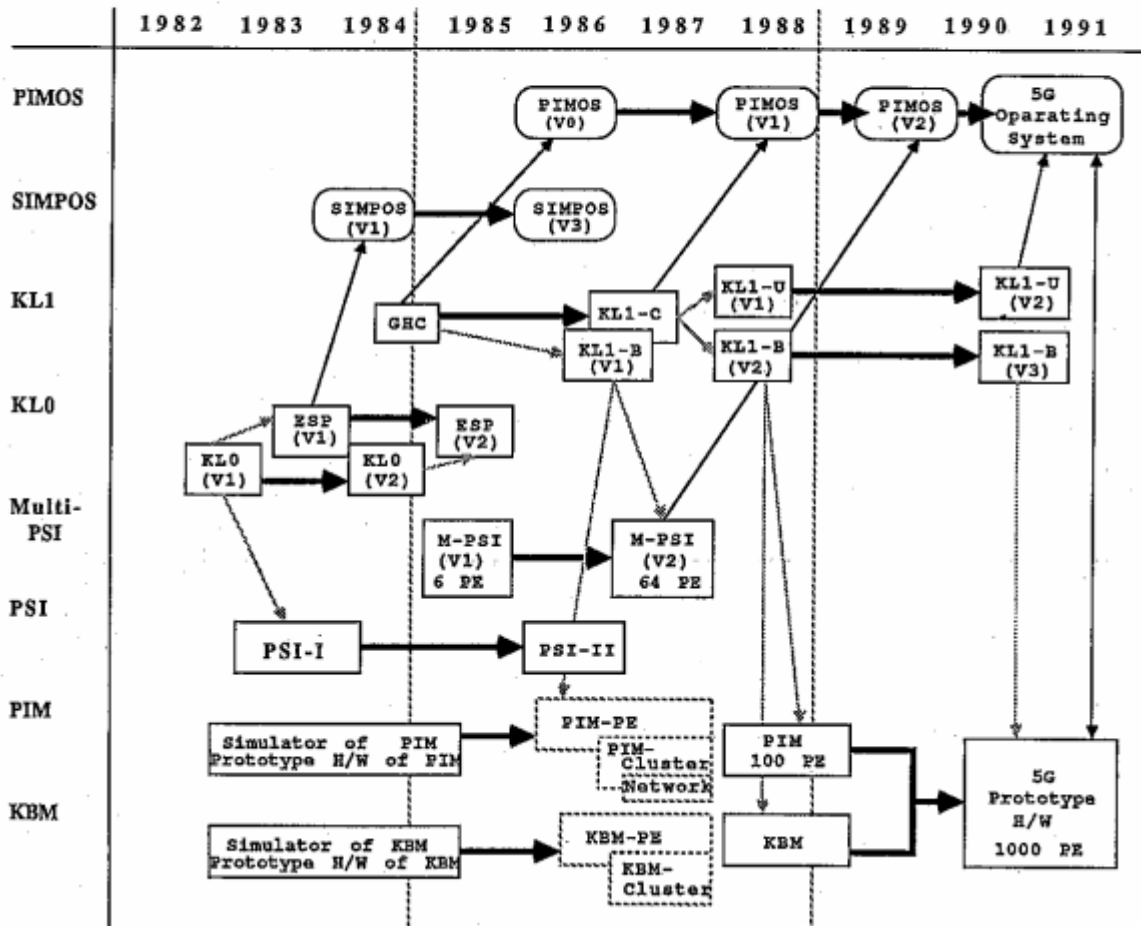 1982 1983 1984 1985 1986 1987 1988 1989 1990 1991
PIMOS
PIMOS
(V0)
PIMOS
(V1)
PIMOS
(V2)
5G
Oparating
System
SIMPOS
SIMPOS
(V1)
SIMPOS
(V3)
KL1
GHC
KL1-C
KL1-B
(V1)
KL1-U
(V1)
KL1-B
(V2)
KL1-U
(V2)
KL1-B
(V3)
KL0
ESP
(V1)
ESP
(V2)
KL0
(V1)
KL0
(V2)
Multi-
PSI
M-PSI
(V1)
6 PE
M-PSI
(V2)
64 PE
PSI
PSI-I
PSI-II
PIM
Simulator of PIM
Prototype H/W of PIM
PIM-PE
PIM-
Cluster
Network
PIM
100 PE
5G
Prototype
H/W
1000 PE
KBM
Simulator of KBM
Prototype H/W of KBM
KBM-PE
KBM-
Cluster
KBM